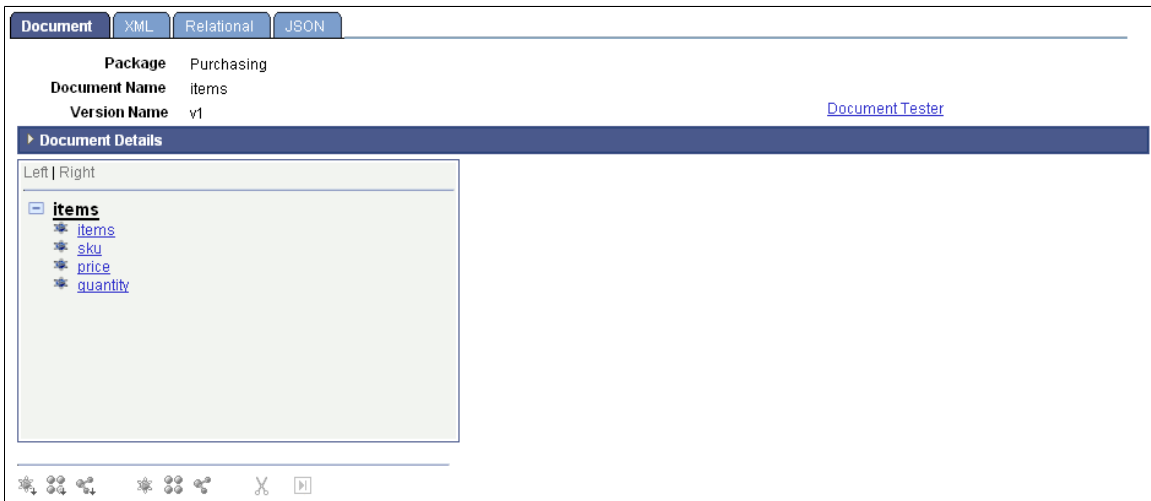 Document XML Relational JSON
Package Purchasing
Document Name items
Version Name v1
Document Tester
Document Details
Left | Right
items
items
sku
price
quantity